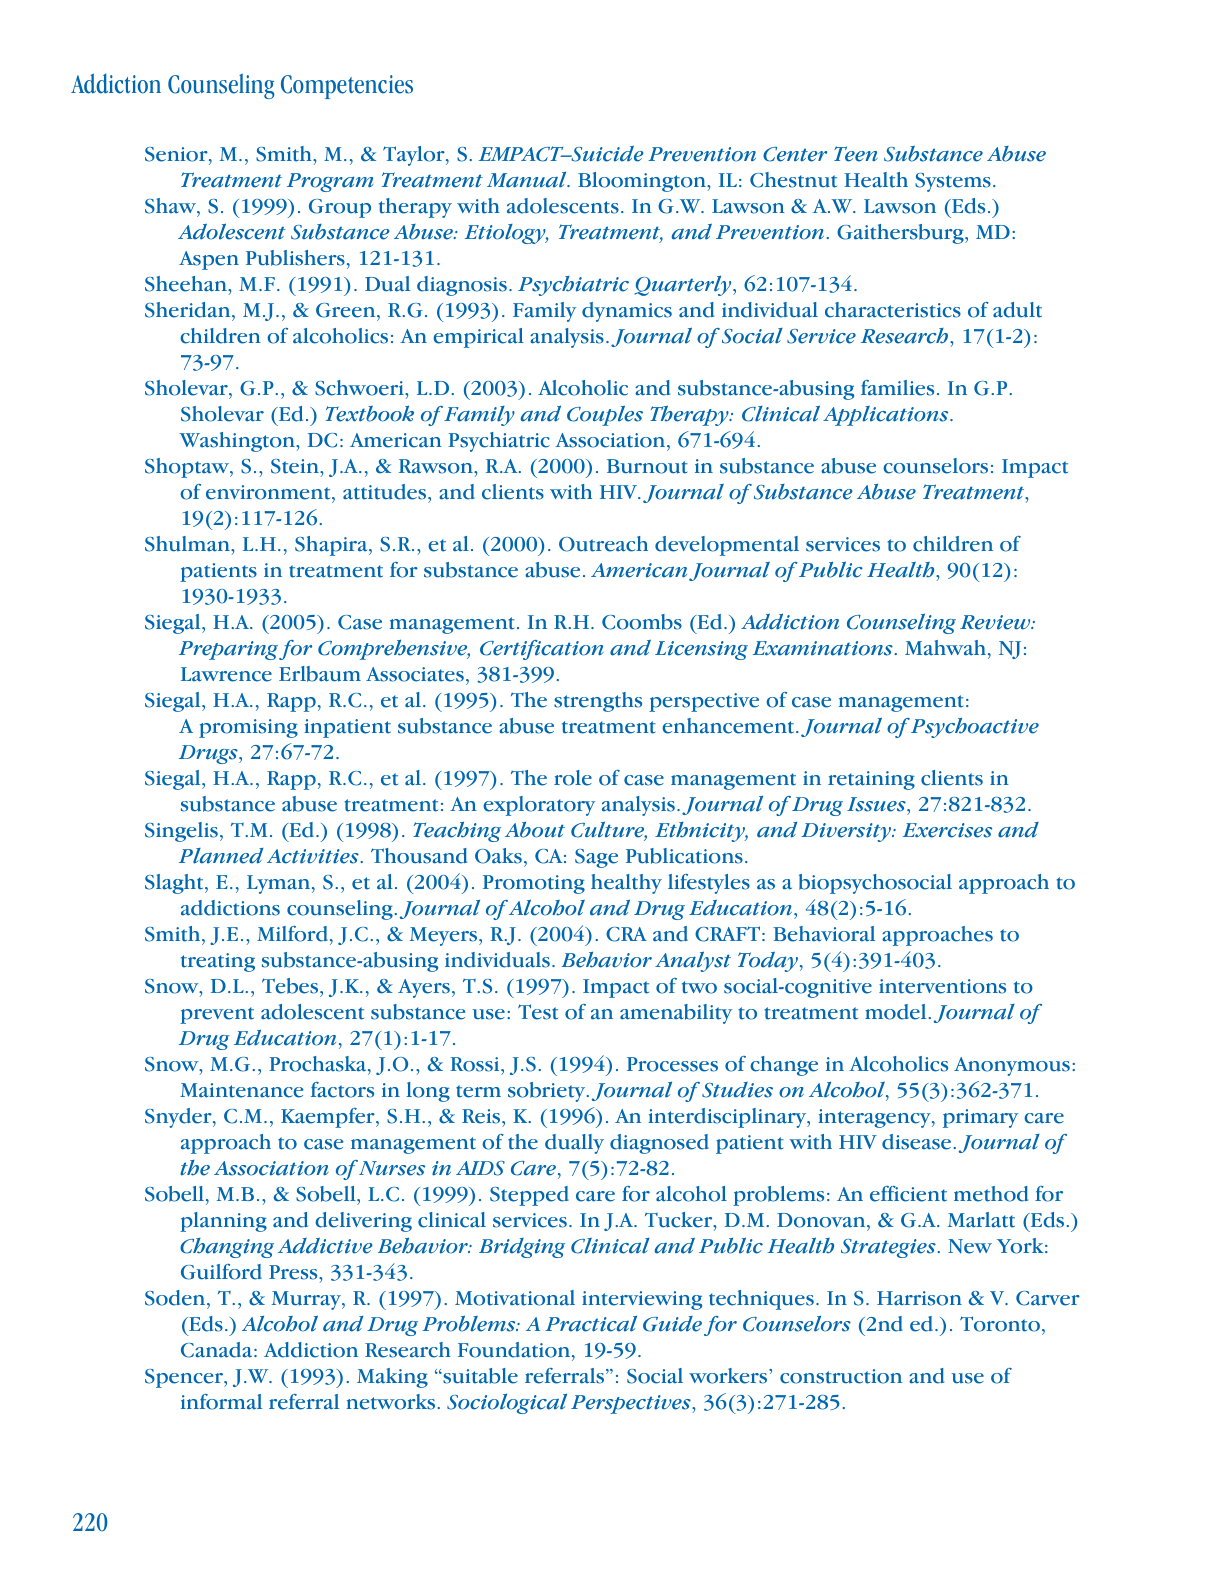 Addiction Counseling Competencies
Senior, M., Smith, M., & Taylor, S. EMPACT–Suicide Prevention Center Teen Substance Abuse
Treatment Program Treatment Manual. Bloomington, IL: Chestnut Health Systems.
Shaw, S. (1999). Group therapy with adolescents. In G.W. Lawson & A.W. Lawson (Eds.)
Adolescent Substance Abuse: Etiology, Treatment, and Prevention. Gaithersburg, MD:
Aspen Publishers, 121-131.
Sheehan, M.F. (1991). Dual diagnosis. Psychiatric Quarterly, 62:107-134.
Sheridan, M.J., & Green, R.G. (1993). Family dynamics and individual characteristics of adult
children of alcoholics: An empirical analysis. Journal of Social Service Research, 17(1-2):
73-97.
Sholevar, G.P., & Schwoeri, L.D. (2003). Alcoholic and substance-abusing families. In G.P.
Sholevar (Ed.) Textbook of Family and Couples Therapy: Clinical Applications.
Washington, DC: American Psychiatric Association, 671-694.
Shoptaw, S., Stein, J.A., & Rawson, R.A. (2000). Burnout in substance abuse counselors: Impact
of environment, attitudes, and clients with HIV. Journal of Substance Abuse Treatment,
19(2):117-126.
Shulman, L.H., Shapira, S.R., et al. (2000). Outreach developmental services to children of
patients in treatment for substance abuse. American Journal of Public Health, 90(12):
1930-1933.
Siegal, H.A. (2005). Case management. In R.H. Coombs (Ed.) Addiction Counseling Review:
Preparing for Comprehensive, Certification and Licensing Examinations. Mahwah, NJ:
Lawrence Erlbaum Associates, 381-399.
Siegal, H.A., Rapp, R.C., et al. (1995). The strengths perspective of case management:
A promising inpatient substance abuse treatment enhancement. Journal of Psychoactive
Drugs, 27:67-72.
Siegal, H.A., Rapp, R.C., et al. (1997). The role of case management in retaining clients in
substance abuse treatment: An exploratory analysis. Journal of Drug Issues, 27:821-832.
Singelis, T.M. (Ed.) (1998). Teaching About Culture, Ethnicity, and Diversity: Exercises and
Planned Activities. Thousand Oaks, CA: Sage Publications.
Slaght, E., Lyman, S., et al. (2004). Promoting healthy lifestyles as a biopsychosocial approach to
addictions counseling. Journal of Alcohol and Drug Education, 48(2):5-16.
Smith, J.E., Milford, J.C., & Meyers, R.J. (2004). CRA and CRAFT: Behavioral approaches to
treating substance-abusing individuals. Behavior Analyst Today, 5(4):391-403.
Snow, D.L., Tebes, J.K., & Ayers, T.S. (1997). Impact of two social-cognitive interventions to
prevent adolescent substance use: Test of an amenability to treatment model. Journal of
Drug Education, 27(1):1-17.
Snow, M.G., Prochaska, J.O., & Rossi, J.S. (1994). Processes of change in Alcoholics Anonymous:
Maintenance factors in long term sobriety. Journal of Studies on Alcohol, 55(3):362-371.
Snyder, C.M., Kaempfer, S.H., & Reis, K. (1996). An interdisciplinary, interagency, primary care
approach to case management of the dually diagnosed patient with HIV disease. Journal of
the Association of Nurses in AIDS Care, 7(5):72-82.
Sobell, M.B., & Sobell, L.C. (1999). Stepped care for alcohol problems: An efficient method for
planning and delivering clinical services. In J.A. Tucker, D.M. Donovan, & G.A. Marlatt (Eds.)
Changing Addictive Behavior: Bridging Clinical and Public Health Strategies. New York:
Guilford Press, 331-343.
Soden, T., & Murray, R. (1997). Motivational interviewing techniques. In S. Harrison & V. Carver
(Eds.) Alcohol and Drug Problems: A Practical Guide for Counselors (2nd ed.). Toronto,
Canada: Addiction Research Foundation, 19-59.
Spencer, J.W. (1993). Making “suitable referrals”: Social workers’ construction and use of
informal referral networks. Sociological Perspectives, 36(3):271-285.
220